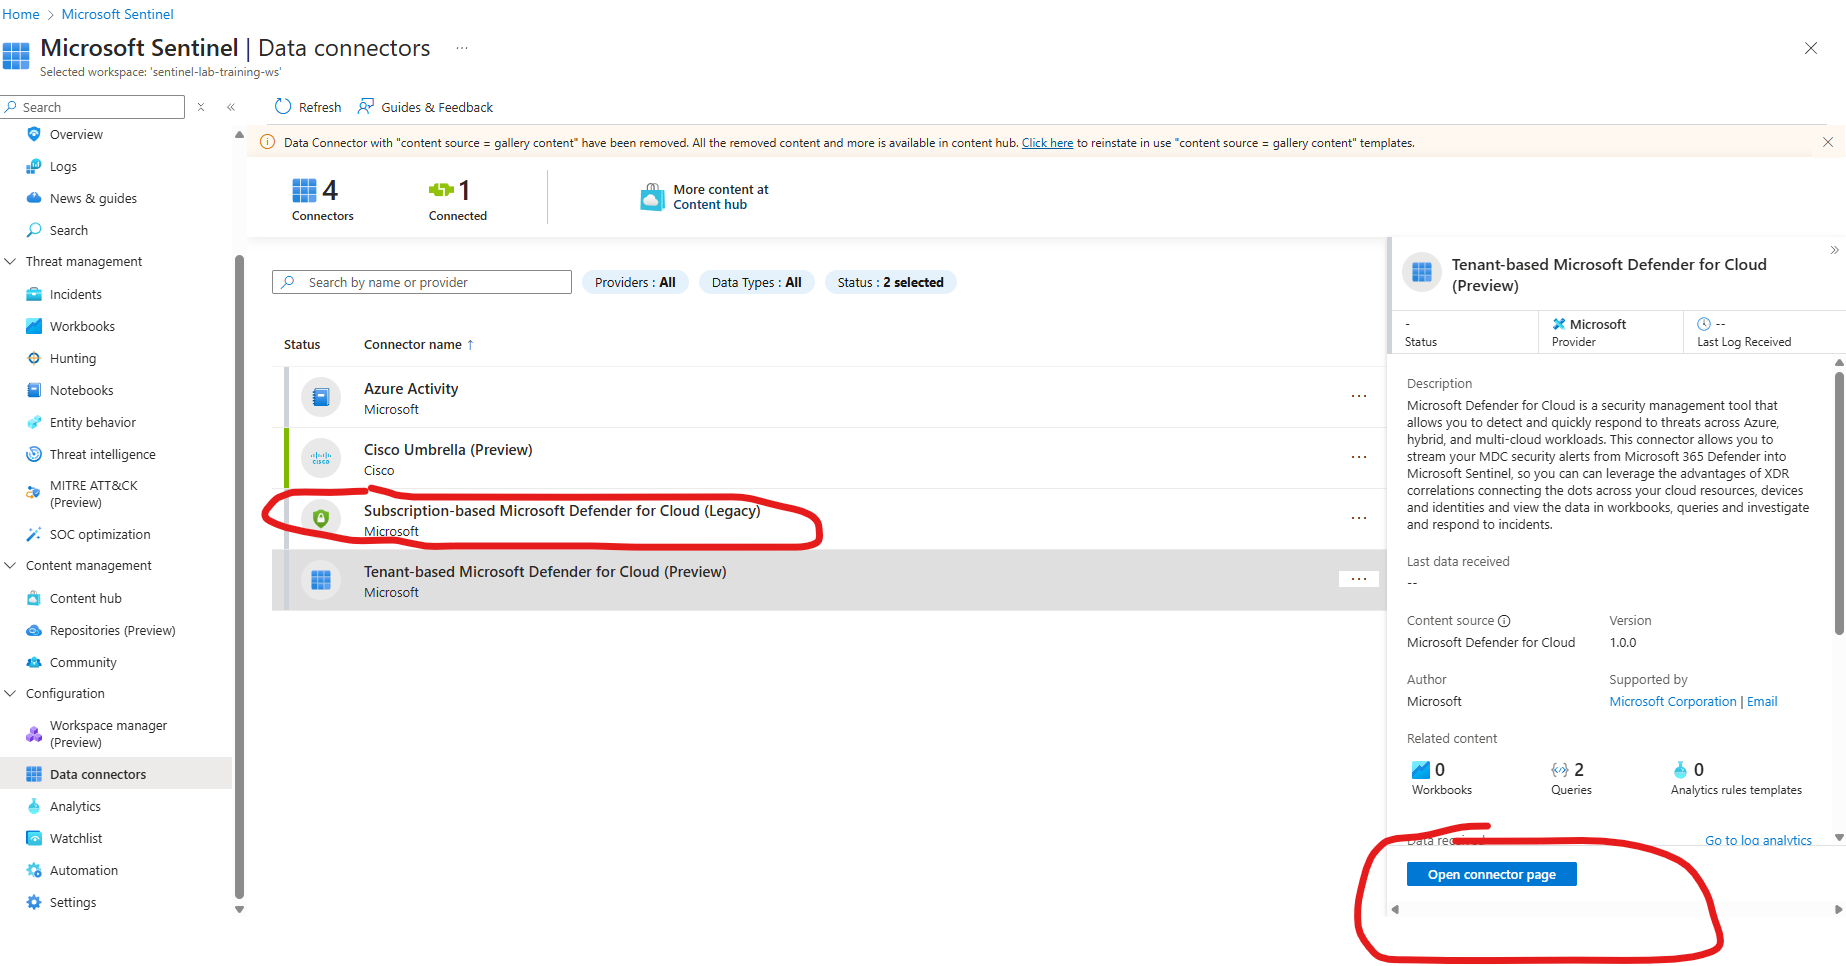 Home > Microsoft Sentinel
Microsoft Sentinel | Data connectors ...
Selected workspace: 'sentinel-lab-training-ws'
Search
Refresh
Guides & Feedback
Overview
Logs
News & guides
Search
Threat management
Incidents
Workbooks
Hunting
Notebooks
Entity behavior
Threat intelligence
MITRE ATT&CK
(Preview)
SOC optimization
Content management
Content hub
Repositories (Preview)
Community
Configuration
Workspace manager
(Preview)
Data connectors
Analytics
Watchlist
Automation
Settings
Data Connector with "content source = gallery content" have been removed. All the removed content and more is available in content hub. Click here to reinstate in use "content source = gallery content" templates.
4
Connectors
1
Connected
More content at
Content hub
Search by name or provider
Providers : All
Data Types : All
Status : 2 selected
Status
Connector name ↑
Azure Activity
Microsoft
cisco
Cisco Umbrella (Preview)
Cisco
Subscription-based Microsoft Defender for Cloud (Legacy)
Microsoft
Tenant-based Microsoft Defender for Cloud (Preview)
Microsoft
Tenant-based Microsoft Defender for Cloud
(Preview)
-
Status
Microsoft
Provider
--
Last Log Received
Description
Microsoft Defender for Cloud is a security management tool that
allows you to detect and quickly respond to threats across Azure,
hybrid, and multi-cloud workloads. This connector allows you to
stream your MDC security alerts from Microsoft 365 Defender into
Microsoft Sentinel, so you can can leverage the advantages of XDR
correlations connecting the dots across your cloud resources, devices
and identities and view the data in workbooks, queries and investigate
and respond to incidents.
Last data received
--
Content source
Microsoft Defender for Cloud
Version
1.0.0
Author
Microsoft
Supported by
Microsoft Corporation | Email
Related content
0
Workbooks
2
Queries
0
Analytics rules templates
Data received
Go to log analytics
Open connector page